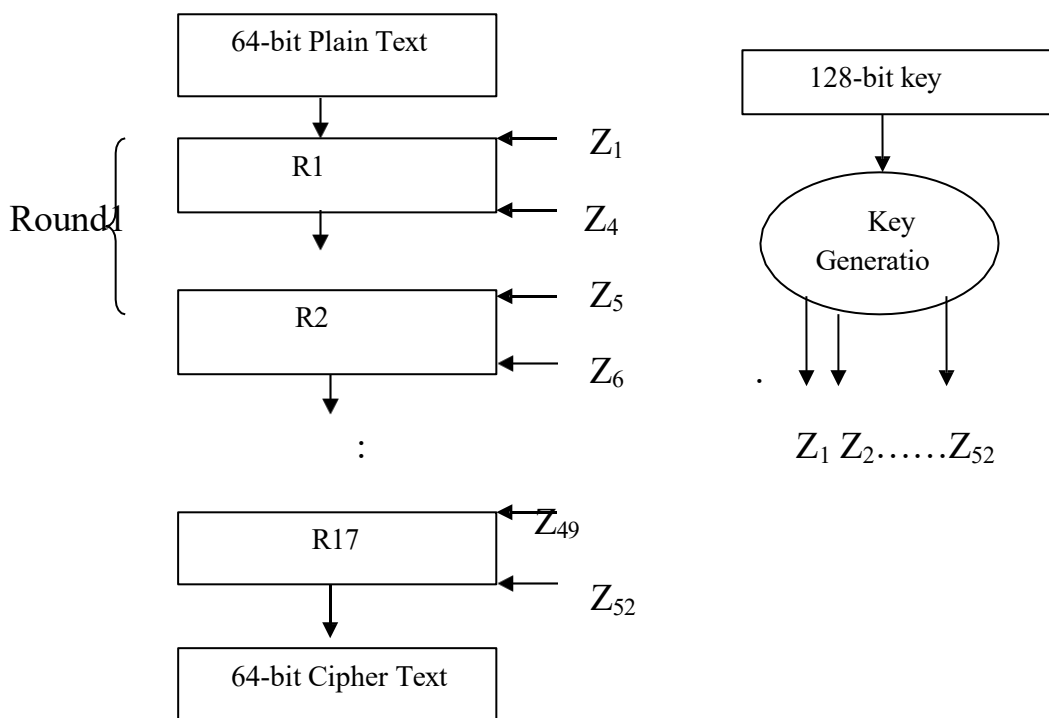 64-bit Plain Text
128-bit key
Z1
R1
Round1
Z4
Key
Generatio
Z5
R2
Z6
.
:
Z1 Z2……Z52
Z49
R17
Z52
64-bit Cipher Text